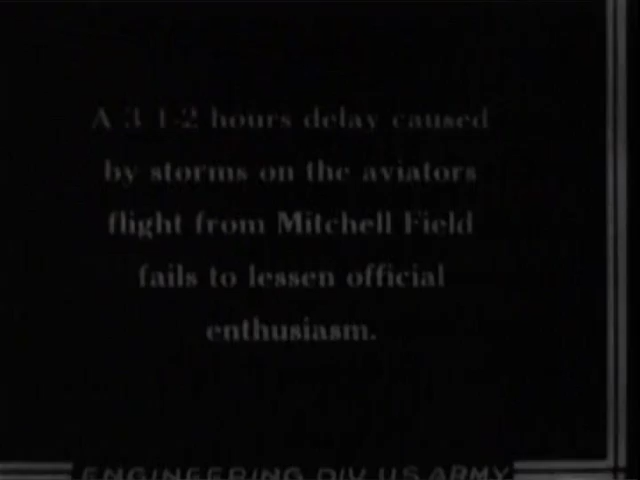 A 3 1-2 hours delay caused
by storms on the aviators
flight from Mitchell Field
fails to lessen official
enthusiasm.
ENGINEERING DIV. U.S. ARMY